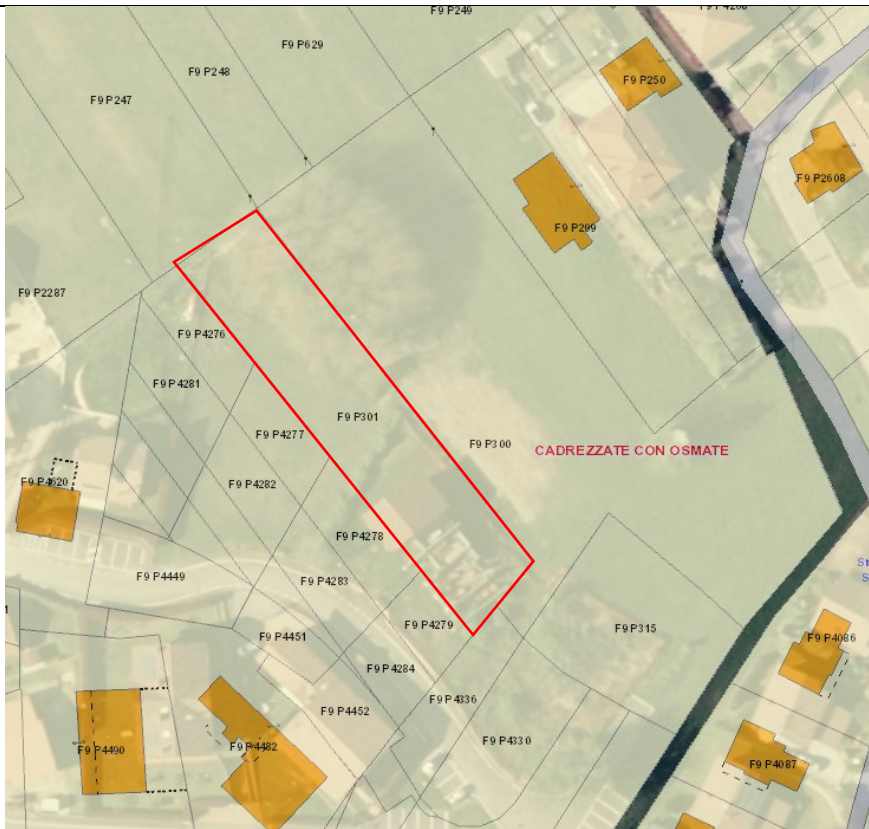 F9 P249
F9 P629
F9 P248
F9 P250
F9 P247
F9 P2608
F9 P299
F9 P2287
F9 P4276
F9 P4281
F9 P301
F9 P4277
F9 P300
CADREZZATE CON OSMATE
F9 P4620
F9 P4282
F9 P4278
F9 P4449
F9 P4283
F9 P4279
F9 P315
F9 P4451
F9 P4086
F9 P4284
F9 P4336
F9 P4452
F9 P4330
F9 P4490
F9 P4482
F9 P4087